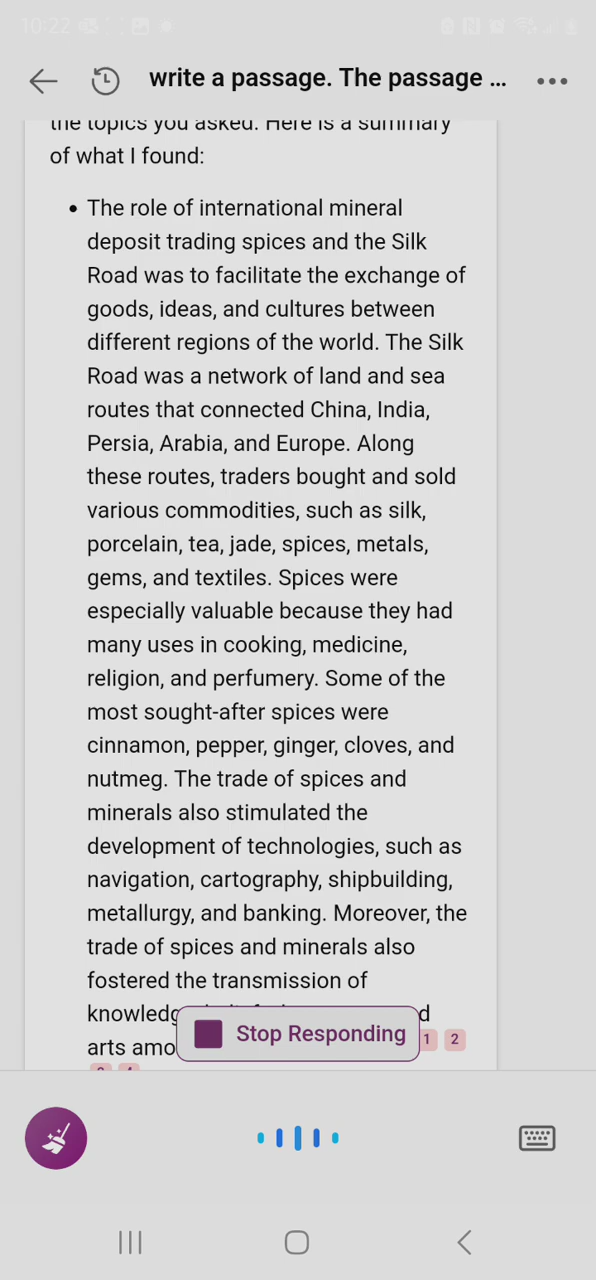 10:22
write a passage. The passage ...
the topics you asked. Here is a summary
of what I found:
• The role of international mineral
deposit trading spices and the Silk
Road was to facilitate the exchange of
goods, ideas, and cultures between
different regions of the world. The Silk
Road was a network of land and sea
routes that connected China, India,
Persia, Arabia, and Europe. Along
these routes, traders bought and sold
various commodities, such as silk,
porcelain, tea, jade, spices, metals,
gems, and textiles. Spices were
especially valuable because they had
many uses in cooking, medicine,
religion, and perfumery. Some of the
most sought-after spices were
cinnamon, pepper, ginger, cloves, and
nutmeg. The trade of spices and
minerals also stimulated the
development of technologies, such as
navigation, cartography, shipbuilding,
metallurgy, and banking. Moreover, the
trade of spices and minerals also
fostered the transmission of
arts
Stop Responding
1 2